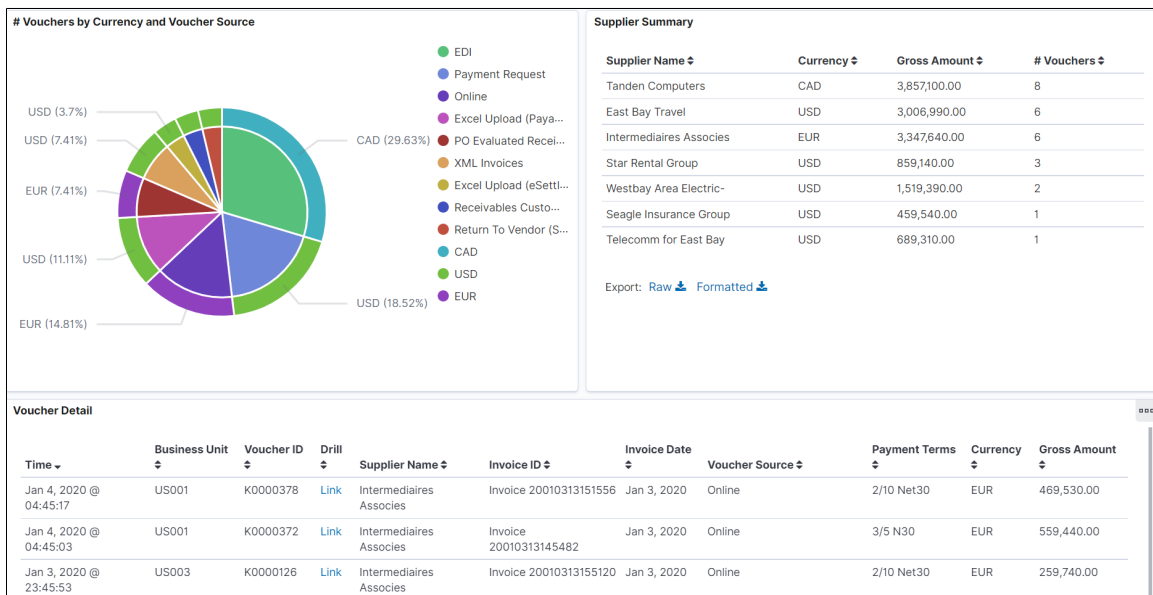 # Vouchers by Currency and Voucher Source
EDI
Payment Request
Online
Excel Upload (Paya...
PO Evaluated Recei...
XML Invoices
Excel Upload (eSettl...
Receivables Custo...
Return To Vendor (S...
CAD
USD
EUR
USD (3.7%)
USD (7.41%)
EUR (7.41%)
USD (11.11%)
EUR (14.81%)
CAD (29.63%)
USD (18.52%)
Supplier Summary
Supplier Name Currency Gross Amount # Vouchers
Tanden Computers CAD 3,857,100.00 8
East Bay Travel USD 3,006,990.00 6
Intermediaires Associes EUR 3,347,640.00 6
Star Rental Group USD 859,140.00 3
Westbay Area Electric- USD 1,519,390.00 2
Seagle Insurance Group USD 459,540.00 1
Telecomm for East Bay USD 689,310.00 1
Export: Raw Formatted
Voucher Detail
Time Business Unit Voucher ID Drill Supplier Name Invoice ID Invoice Date Voucher Source Payment Terms Currency Gross Amount
Jan 4, 2020 @ US001 K0000378 Link Intermediaires Invoice 20010313151556 Jan 3, 2020 Online 2/10 Net30 EUR 469,530.00
04:45:17 Associes
Jan 4, 2020 @ US001 K0000372 Link Intermediaires Invoice Jan 3, 2020 Online 3/5 N30 EUR 559,440.00
04:45:03 Associes 20010313145482
Jan 3, 2020 @ US003 K0000126 Link Intermediaires Invoice 20010313155120 Jan 3, 2020 Online 2/10 Net30 EUR 259,740.00
23:45:53 Associes